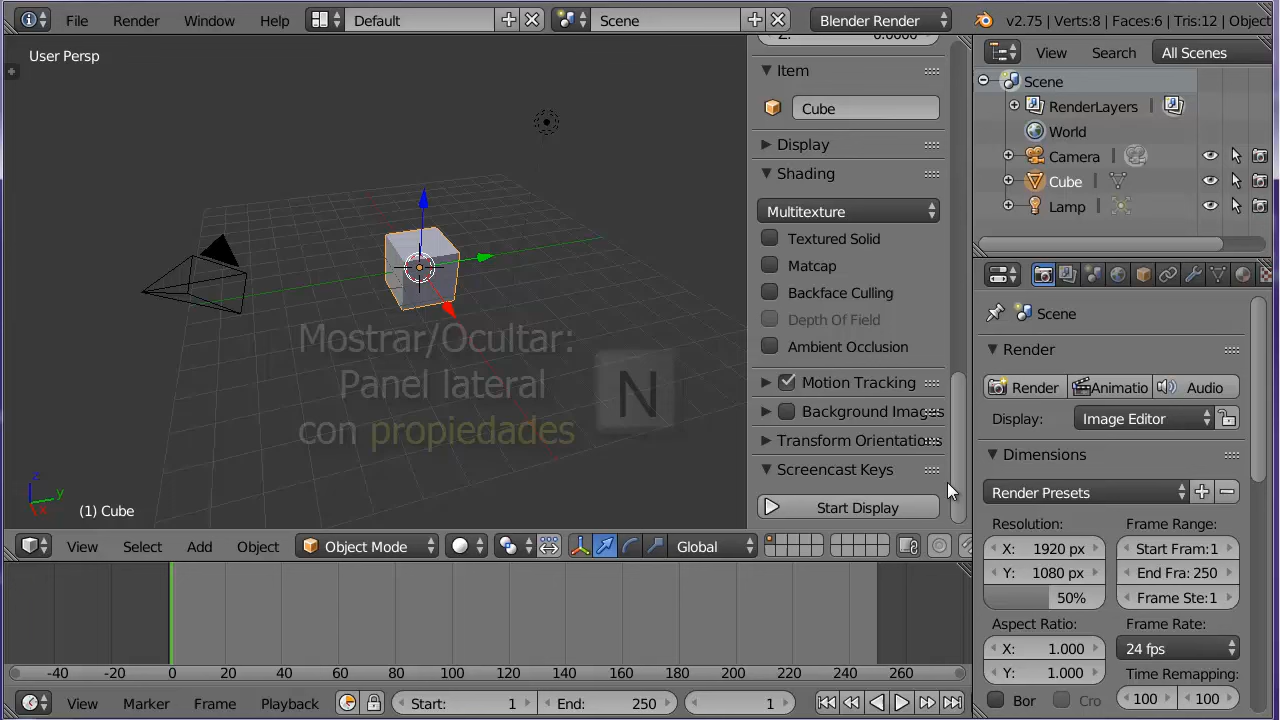 File Render Window Help Default Scene Blender Render v2.75 | Verts:8 | Faces:6 | Tris:12 | Object
User Persp
Item
Cube
Display
Shading
Multitexture
Textured Solid
Matcap
Backface Culling
Depth Of Field
Ambient Occlusion
Motion Tracking
Background Images
Transform Orientations
Screencast Keys
Start Display
Mostrar/Ocultar:
Panel lateral
con propiedades
N
z
y
x
(1) Cube
View Select Add Object Object Mode Global
-40 -20 0 20 40 60 80 100 120 140 160 180 200 220 240 260
View Marker Frame Playback Start: 1 End: 250 1
View Search All Scenes
Scene
RenderLayers
World
Camera
Cube
Lamp
Scene
Render
Render Animatio Audio
Display: Image Editor
Dimensions
Render Presets
Resolution: Frame Range:
X: 1920 px Start Fram:1
Y: 1080 px End Fra: 250
50% Frame Ste:1
Aspect Ratio: Frame Rate:
X: 1.000 24 fps
Y: 1.000 Time Remapping:
Bor Cro 100 100